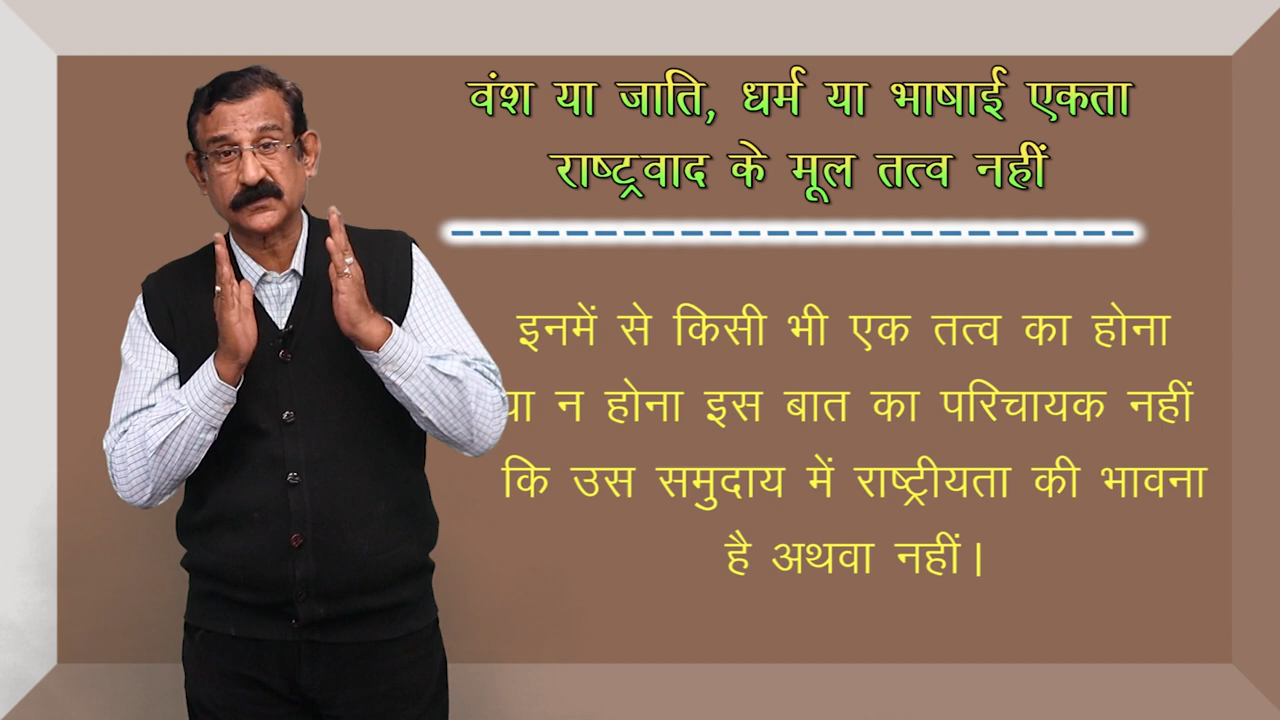 वंश या जाति, धर्म या भाषाई एकता
राष्ट्रवाद के मूल तत्व नहीं
इनमें से किसी भी एक तत्व का होना
या न होना इस बात का परिचायक नहीं
कि उस समुदाय में राष्ट्रीयता की भावना
है अथवा नहीं।